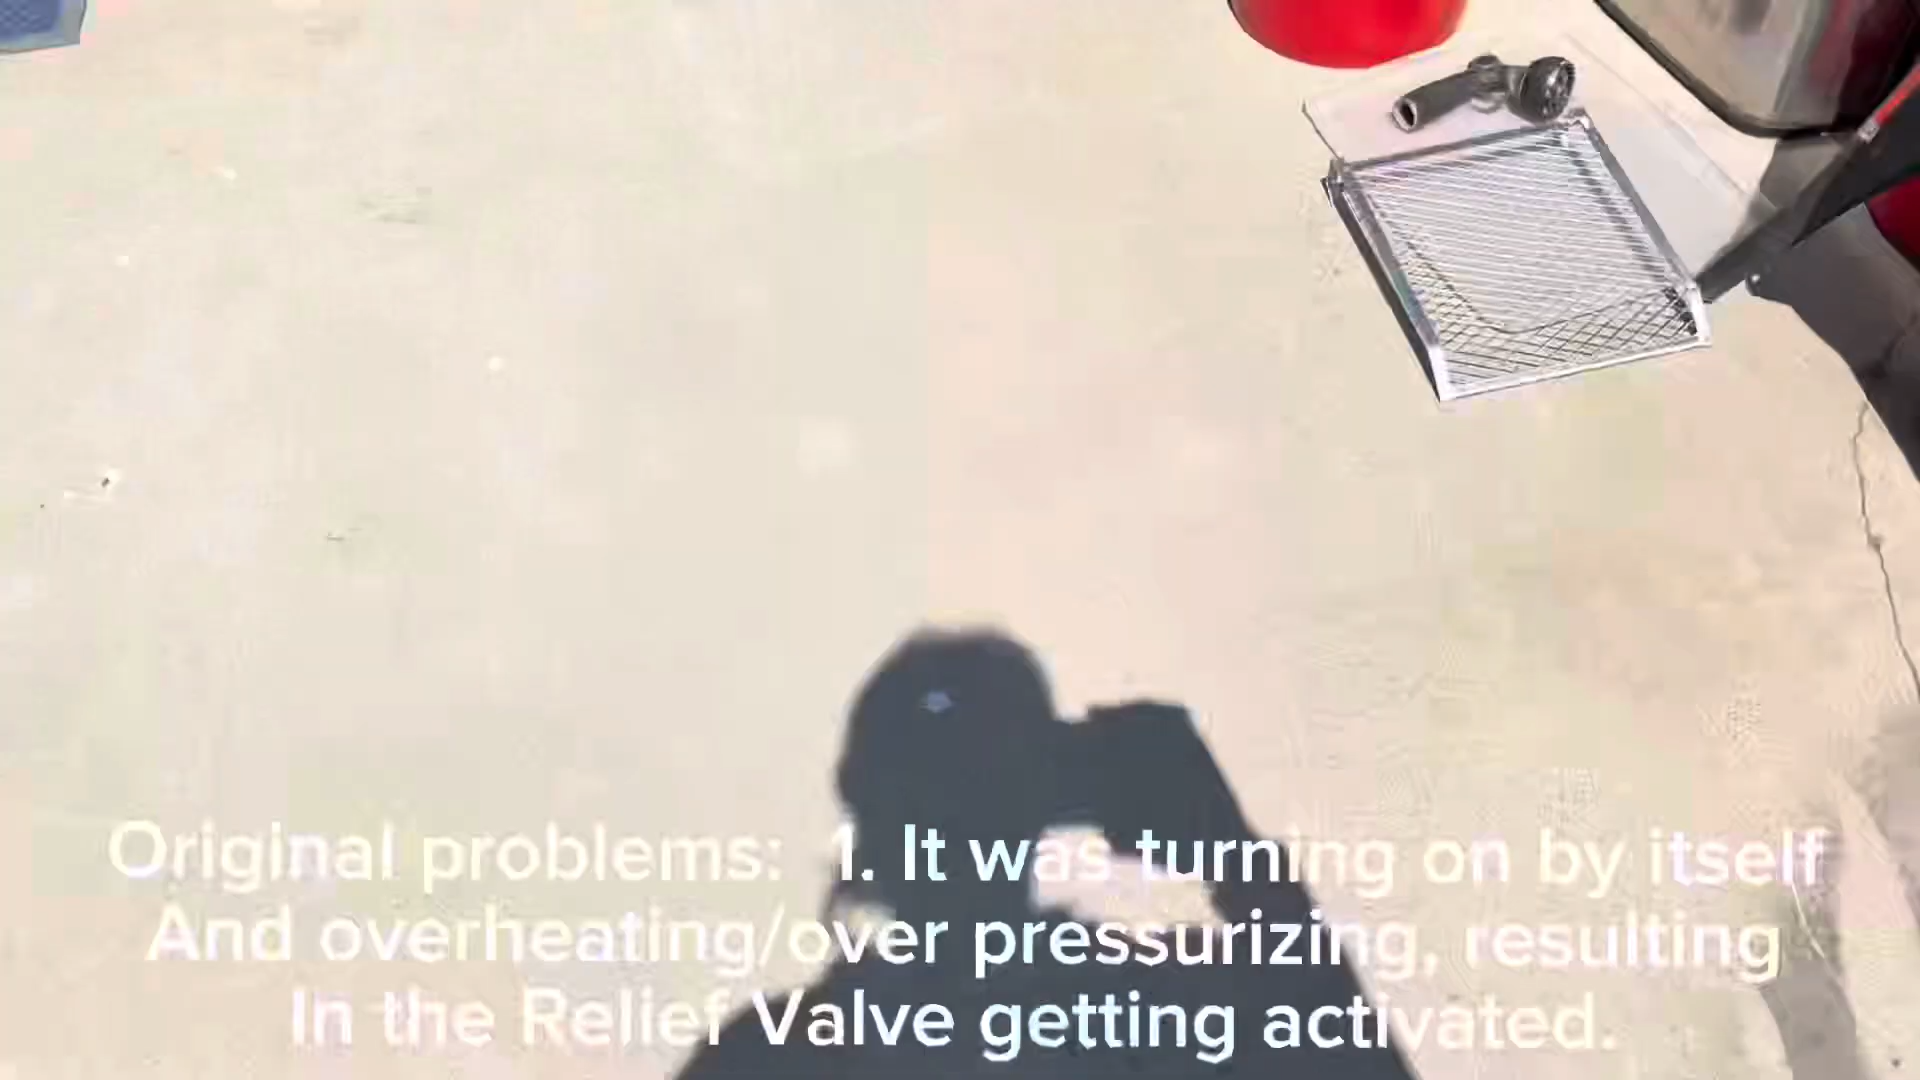 Original problems: 1. It was turning on by itself
And overheating/over pressurizing, resulting
In the Relief Valve getting activated.